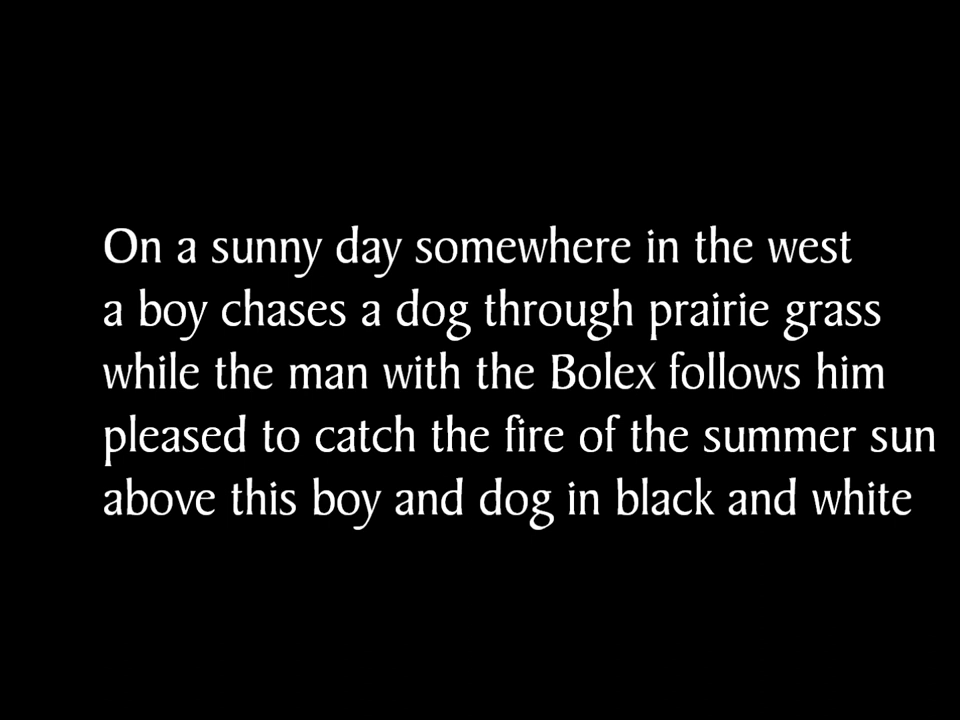 On a sunny day somewhere in the west
a boy chases a dog through prairie grass
while the man with the Bolex follows him
pleased to catch the fire of the summer sun
above this boy and dog in black and white